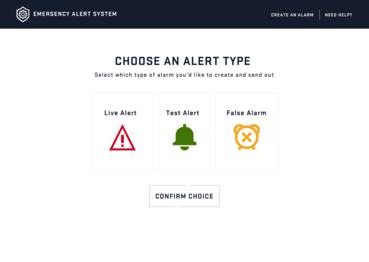 EMERGENCY ALERT SYSTEM
CREATE AN ALARM
NEED HELP?
CHOOSE AN ALERT TYPE
Select which type of alarm you'd like to create and send out
Live Alert
Test Alert
False Alarm
CONFIRM CHOICE